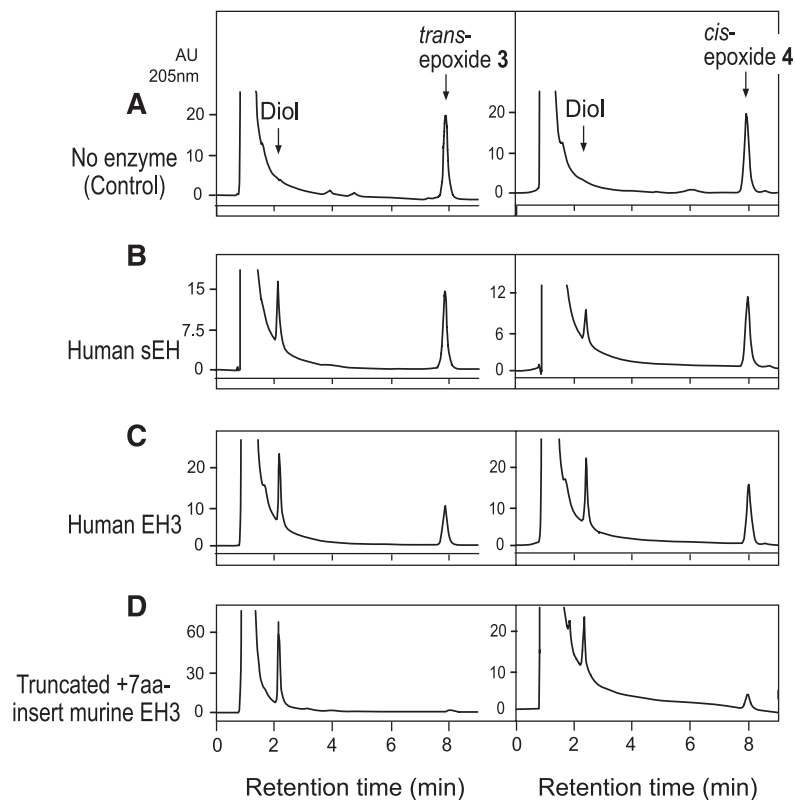 AU
205nm
trans-
epoxide 3
cis-
epoxide 4
A
No enzyme
(Control)
20
10
0
Diol
20
10
0
Diol
B
Human sEH
15
7.5
0
12
6
0
C
Human EH3
20
10
0
20
10
0
D
Truncated +7aa-
insert murine EH3
60
30
0
20
10
0
0 2 4 6 8
0 2 4 6 8
Retention time (min)
Retention time (min)